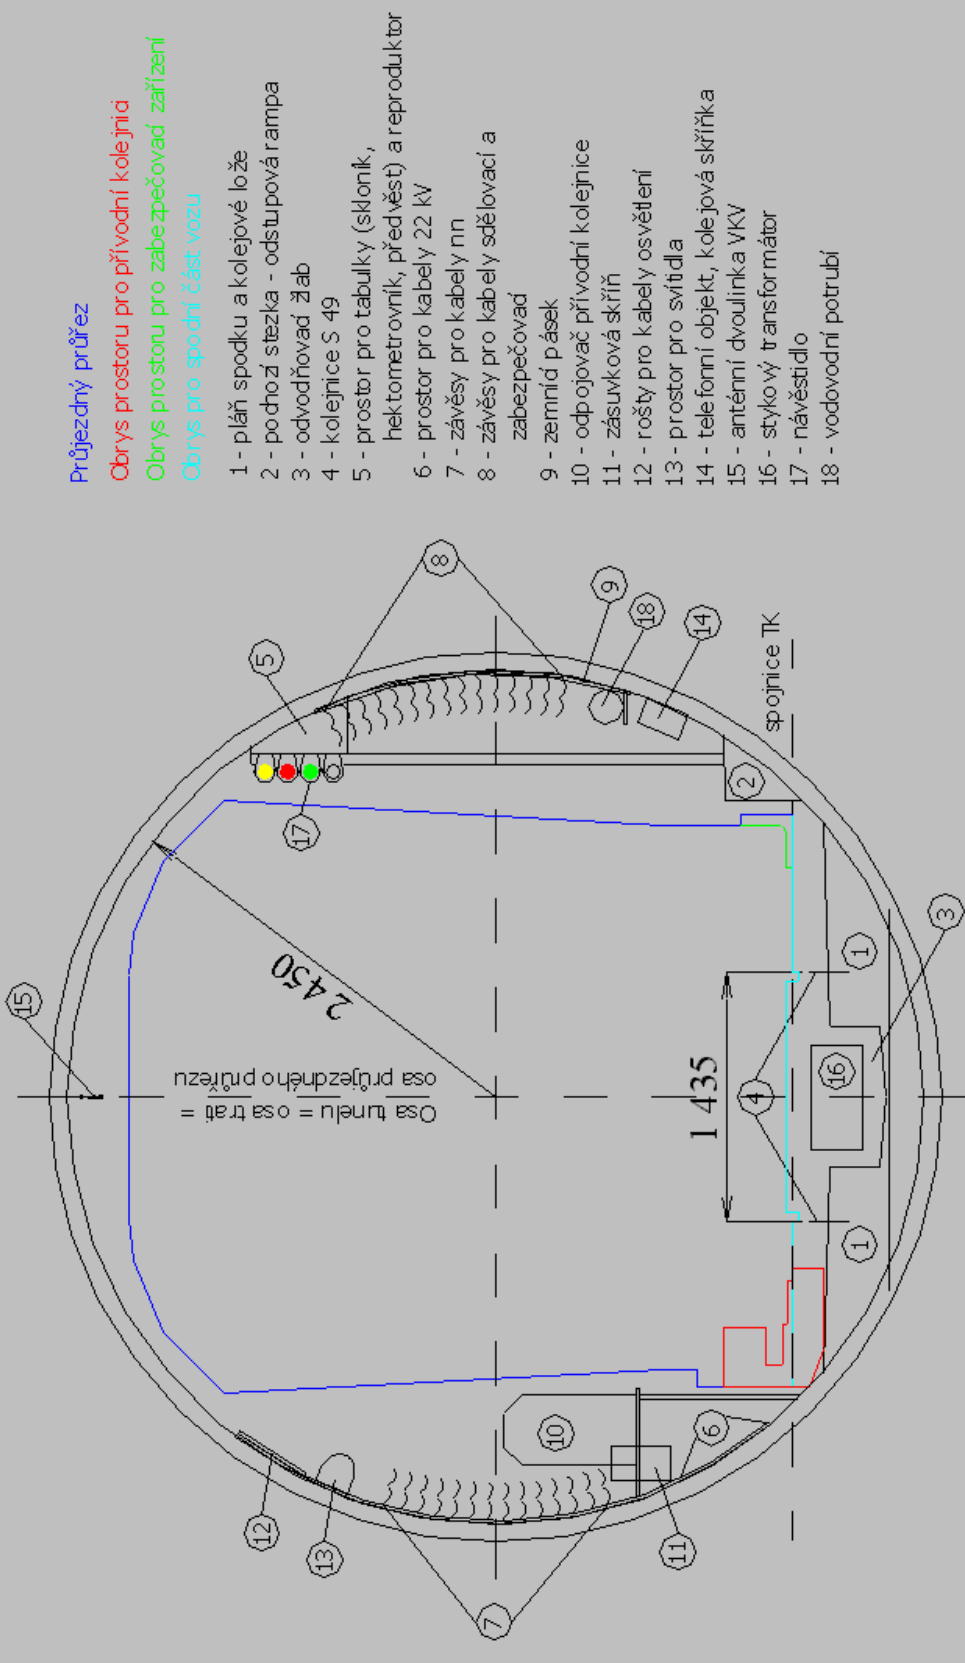 Průjezdný průřez
Obrys prostoru pro přívodní kolejnici
Obrys prostoru pro zabezpečovací zařízení
Obrys pro spodní část vozu
1 - pláň spodku a kolejové lože
2 - podhozí stezka - odstupová rampa
3 - odvodňovací žlab
4 - kolejnice S 49
5 - prostor pro tabulky (skloník,
hektometrovník, předvěst) a reproduktor
6 - prostor pro kabely 22 kV
7 - závěsy pro kabely nn
8 - závěsy pro kabely sdělovací a
zabezpečovací
9 - zemnící pásek
10 - odpojovač přívodní kolejnice
11 - zásuvková skříň
12 - rošty pro kabely osvětlení
13 - prostor pro svítidla
14 - telefonní objekt, kolejová skříňka
15 - anténní dvoulinka VKV
16 - stykový transformátor
17 - návěstidlo
18 - vodovodní potrubí
Osa tunelu = osa trati =
osa průjezdného průřezu
2 450
1 435
spojnice TK
1
1
2
3
4
5
6
7
8
9
10
11
12
13
14
15
16
17
18